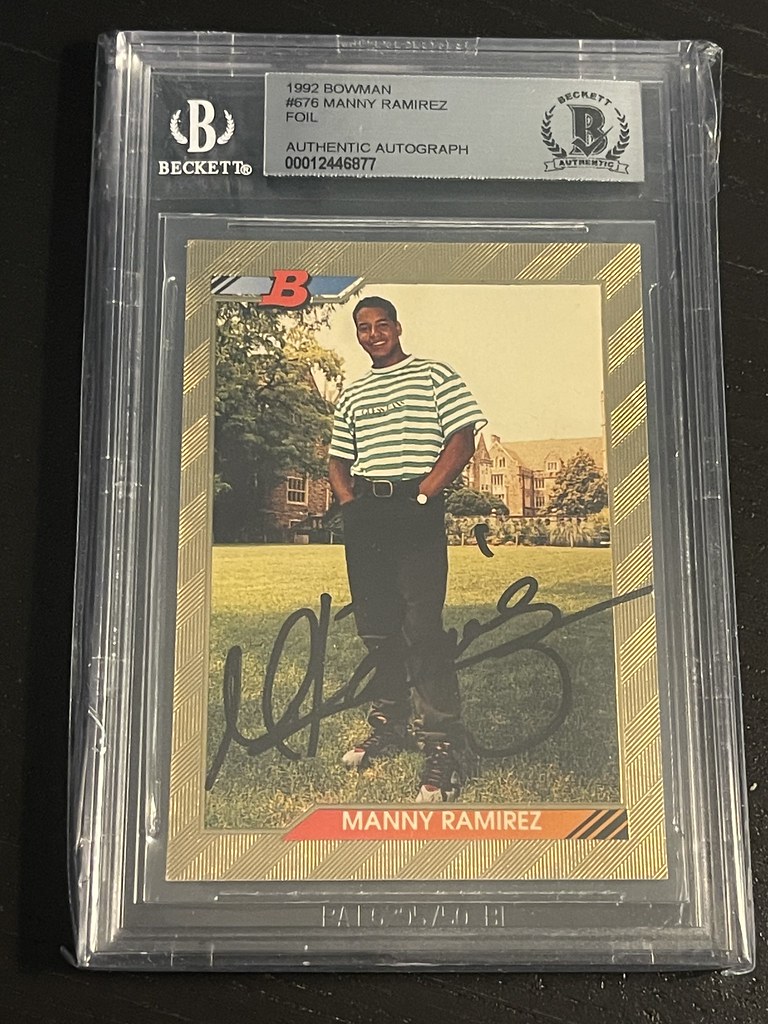 1992 BOWMAN
#676 MANNY RAMIREZ
FOIL
AUTHENTIC AUTOGRAPH
00012446877
B
BECKETT®
BECKETT
B
AUTHENTIC
B
MANNY RAMIREZ